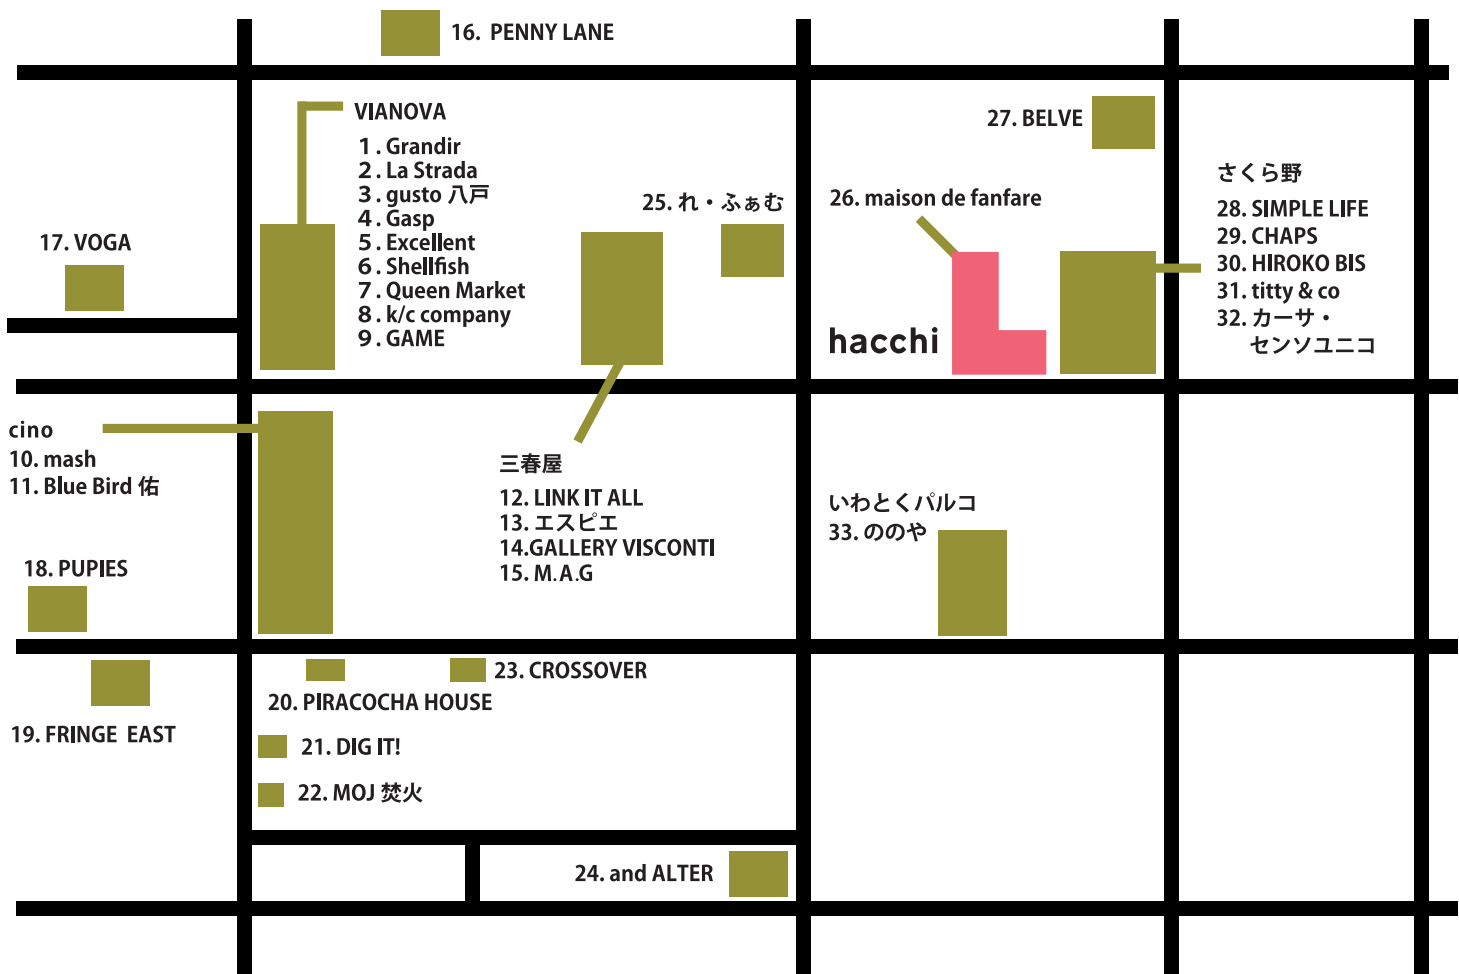 16. PENNY LANE
VIANOVA
1. Grandir
2. La Strada
3. gusto 八戸
4. Gasp
5. Excellent
6. Shellfish
7. Queen Market
8. k/c company
9. GAME
17. VOGA
25. れ・ふぁむ
26. maison de fanfare
27. BELVE
hacchi
さくら野
28. SIMPLE LIFE
29. CHAPS
30. HIROKO BIS
31. titty & co
32. カーサ・
センソユニコ
cino
10. mash
11. Blue Bird 佑
三春屋
12. LINK IT ALL
13. エスピエ
14.GALLERY VISCONTI
15. M.A.G
いわとくパルコ
33. ののや
18. PUPIES
19. FRINGE EAST
23. CROSSOVER
20. PIRACOCHA HOUSE
21. DIG IT!
22. MOJ 焚火
24. and ALTER